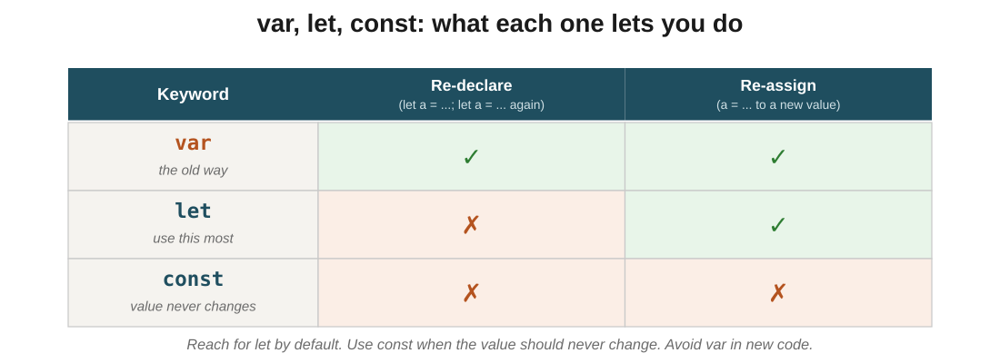 var, let, const: what each one lets you do
Keyword
Re-declare
(let a = ...; let a = ... again)
Re-assign
(a = ... to a new value)
var
the old way
✓
✓
let
use this most
✗
✓
const
value never changes
✗
✗
Reach for let by default. Use const when the value should never change. Avoid var in new code.